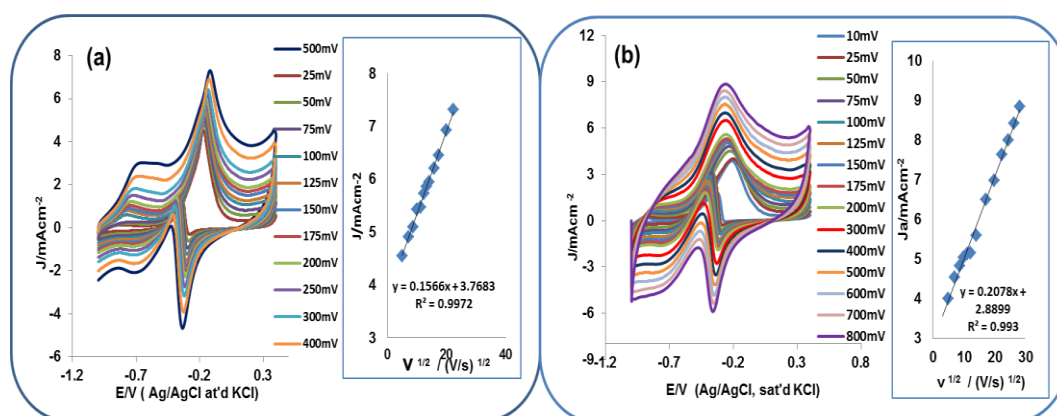 (a)
J/mAcm⁻²
8
6
4
2
0
-2
-4
-6
-1.2
-0.7
-0.2
0.3
E/V ( Ag/AgCl at'd KCl)
500mV
25mV
50mV
75mV
100mV
125mV
150mV
175mV
200mV
250mV
300mV
400mV
J/mAcm⁻²
8
7
6
5
4
3
0
20
40
y = 0.1566x + 3.7683
R² = 0.9972
V ¹/² / (V/s) ¹/²
(b)
J/mAcm⁻²
12
9
6
3
0
-3
-6
-9
-1.2
-0.7
-0.2
0.3
0.8
E/V (Ag/AgCl, sat'd KCl)
10mV
25mV
50mV
75mV
100mV
125mV
150mV
175mV
200mV
300mV
400mV
500mV
600mV
700mV
800mV
Ja/mAcm⁻²
9
8
7
6
5
4
3
0
10
20
30
y = 0.2078x +
2.8899
R² = 0.993
v ¹/² / (V/s) ¹/²